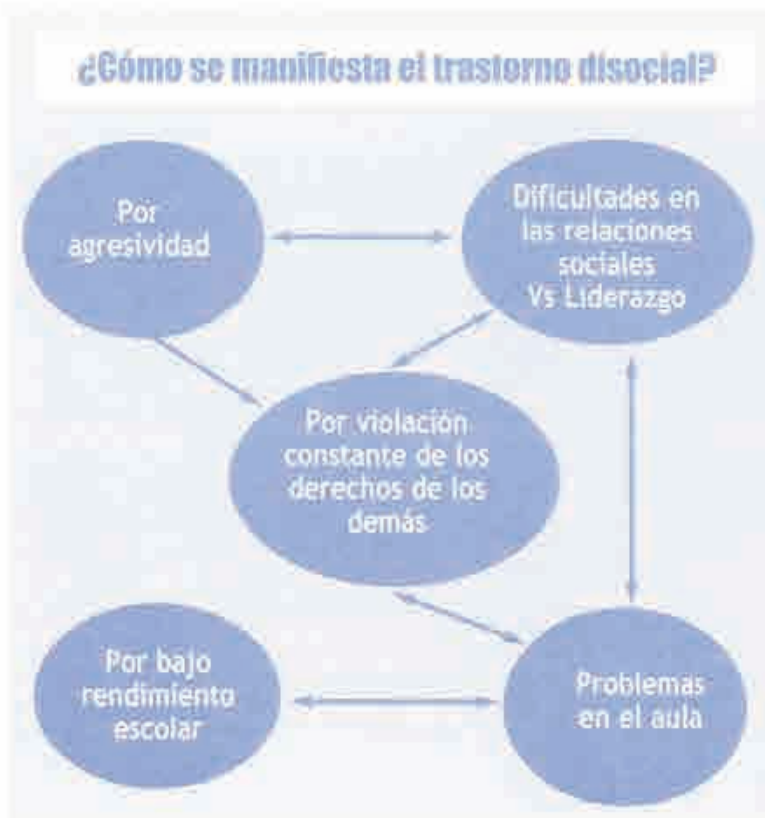 ¿Cómo se manifiesta el trastorno disocial?
Por
agresividad
Dificultades en
las relaciones
sociales
Vs Liderazgo
Por violación
constante de los
derechos de los
demás
Por bajo
rendimiento
escolar
Problemas
en el aula